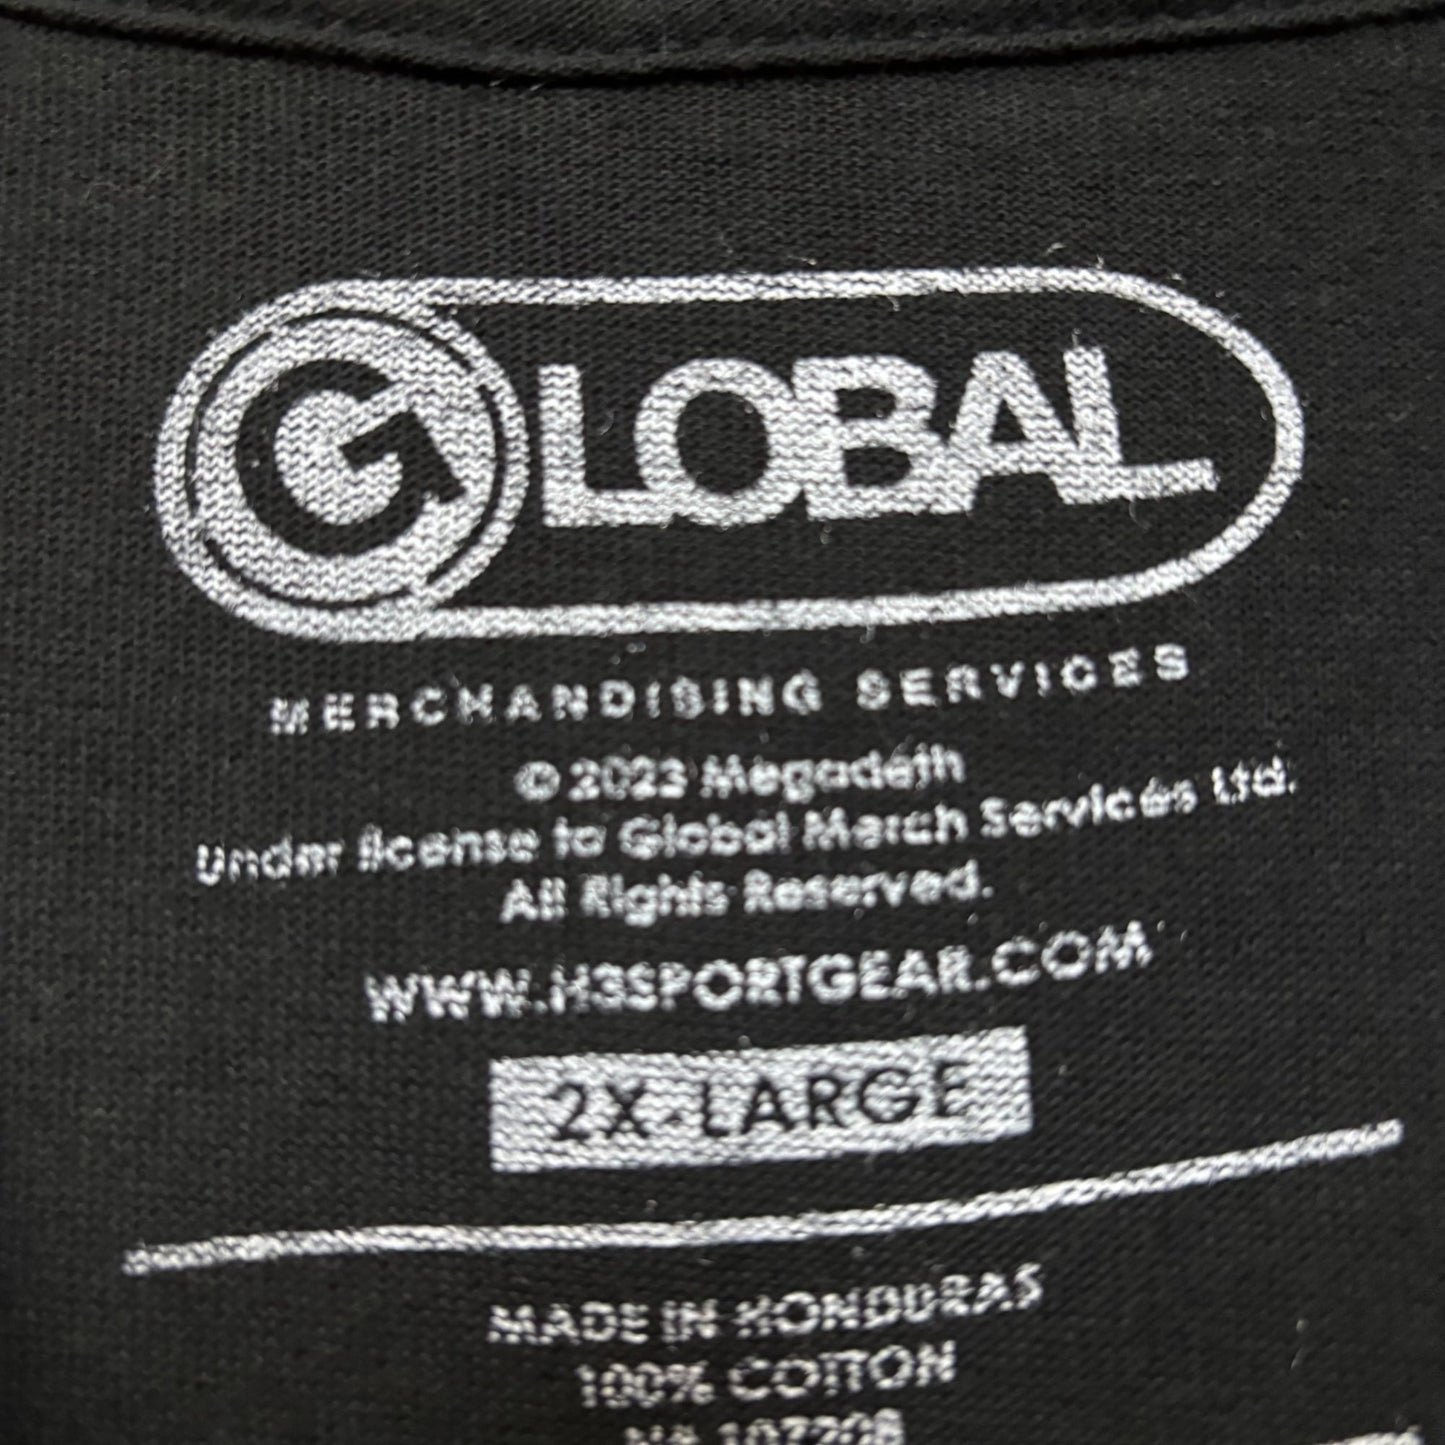 GLOBAL
MERCHANDISING SERVICES
© 2023 Megadeth
Under license to Global Merch Services Ltd.
All Rights Reserved.
WWW.H3SPORTGEAR.COM
2X-LARGE
MADE IN HONDURAS
100% COTTON
107208